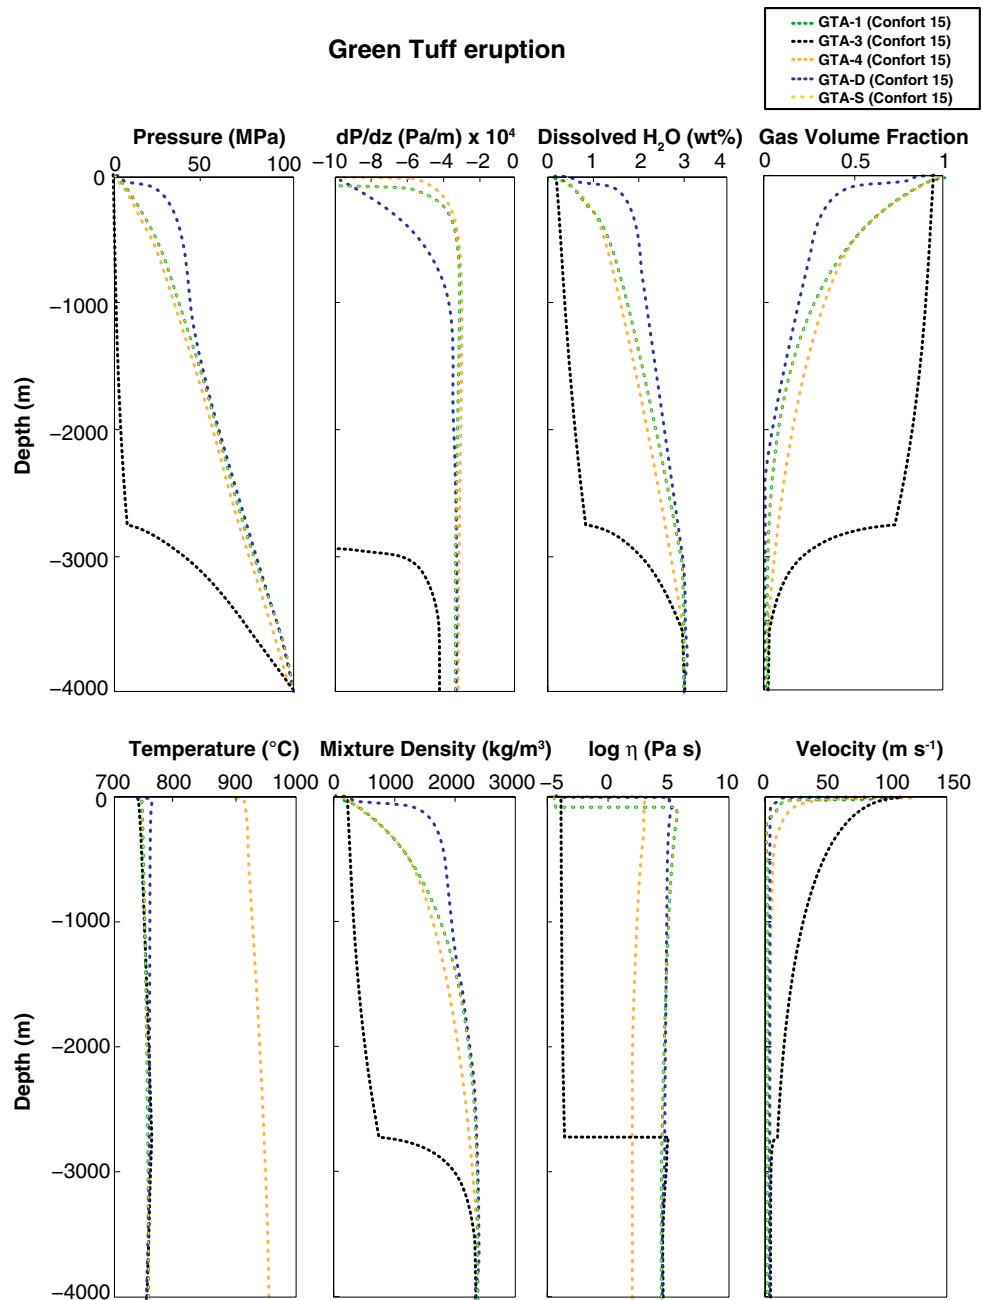 Green Tuff eruption
GTA-1 (Confort 15)
GTA-3 (Confort 15)
GTA-4 (Confort 15)
GTA-D (Confort 15)
GTA-S (Confort 15)
Pressure (MPa)
0 50 100
dP/dz (Pa/m) x 10⁴
−10 −8 −6 −4 −2 0
Dissolved H₂O (wt%)
0 1 2 3 4
Gas Volume Fraction
0 0.5 1
0
−1000
−2000
−3000
−4000
Depth (m)
Temperature (°C)
700 800 900 1000
Mixture Density (kg/m³)
0 1000 2000 3000
log η (Pa s)
−5 0 5 10
Velocity (m s⁻¹)
0 50 100 150
0
−1000
−2000
−3000
−4000
Depth (m)